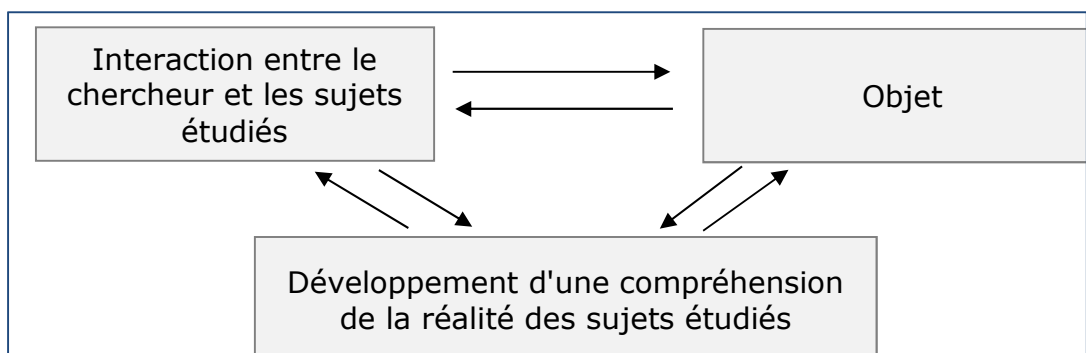 Interaction entre le
chercheur et les sujets
étudiés
Objet
Développement d'une compréhension
de la réalité des sujets étudiés